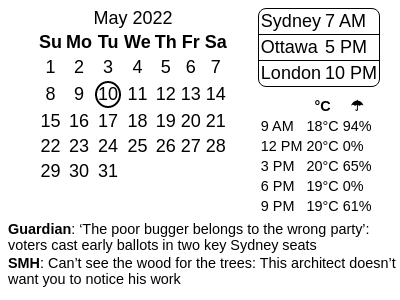 May 2022
Su Mo Tu We Th Fr Sa
1 2 3 4 5 6 7
8 9 10 11 12 13 14
15 16 17 18 19 20 21
22 23 24 25 26 27 28
29 30 31
Sydney 7 AM
Ottawa 5 PM
London 10 PM
°C ☂
9 AM 18°C 94%
12 PM 20°C 0%
3 PM 20°C 65%
6 PM 19°C 0%
9 PM 19°C 61%
Guardian: ‘The poor bugger belongs to the wrong party’:
voters cast early ballots in two key Sydney seats
SMH: Can’t see the wood for the trees: This architect doesn’t
want you to notice his work